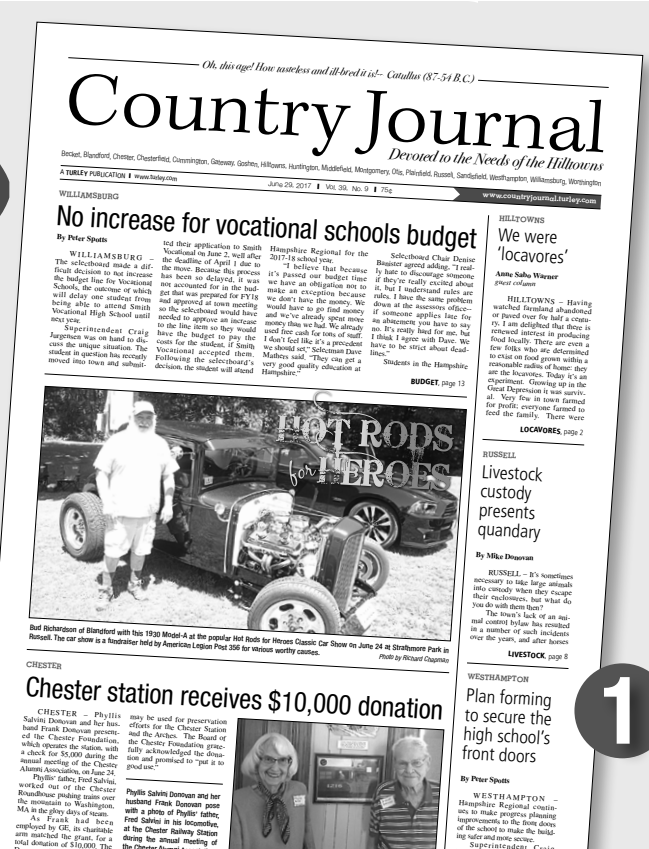 Oh, this age! How tasteless and ill-bred it is!– Catullus (87-54 B.C.)
Country Journal
Devoted to the Needs of the Hilltowns
Becket, Blandford, Chester, Chesterfield, Cummington, Gateway, Goshen, Hilltowns, Huntington, Middlefield, Montgomery, Otis, Plainfield, Russell, Sandisfield, Westhampton, Williamsburg, Worthington
A TURLEY PUBLICATION ❙ www.turley.com
June 29, 2017 ❙ Vol. 39, No. 9 ❙ 75¢
www.countryjournal.turley.com
WILLIAMSBURG
No increase for vocational schools budget
By Peter Spotts
WILLIAMSBURG –
The selectboard made a dif-
ficult decision to not increase
the budget line for Vocational
Schools, the outcome of which
will delay one student from
being able to attend Smith
Vocational High School until
next year.
Superintendent Craig
Jurgensen was on hand to dis-
cuss the unique situation. The
student in question has recently
moved into town and submit-
ted their application to Smith
Vocational on June 2, well after
the deadline of April 1 due to
the move. Because this process
has been so delayed, it was
not accounted for in the bud-
get that was prepared for FY18
and approved at town meeting
so the selectboard would have
needed to approve an increase
to the line item so they would
have the budget to pay the
costs for the student, if Smith
Vocational accepted them.
Following the selectboard's
decision, the student will attend
Hampshire Regional for the
2017-18 school year.
"I believe that because
it's passed our budget time
we have an obligation not to
make an exception because
we don't have the money. We
would have to go find money
and we've already spent more
money than we had. We already
used free cash for tons of stuff.
I don't feel like it's a precedent
we should set," Selectman Dave
Mathers said. "They can get a
very good quality education at
Hampshire."
Selectboard Chair Denise
Banister agreed adding, "I real-
ly hate to discourage someone
if they're really excited about
it, but I understand rules are
rules. I have the same problem
down at the assessors office--
if someone applies late for
an abatement you have to say
no. It's really hard for me, but
I think I agree with Dave. We
have to be strict about dead-
lines."
Students in the Hampshire
BUDGET, page 13
HOT RODS
for HEROES
Bud Richardson of Blandford with this 1930 Model-A at the popular Hot Rods for Heroes Classic Car Show on June 24 at Strathmore Park in
Russell. The car show is a fundraiser held by American Legion Post 356 for various worthy causes.
Photo by Richard Chapman
CHESTER
Chester station receives $10,000 donation
CHESTER – Phyllis
Salvini Donovan and her hus-
band Frank Donovan present-
ed the Chester Foundation,
which operates the station, with
a check for $5,000 during the
annual meeting of the Chester
Alumni Association, on June 24.
Phyllis' father, Fred Salvini,
worked out of the Chester
Roundhouse pushing trains over
the mountain to Washington,
MA in the glory days of steam.
As Frank had been
employed by GE, its charitable
arm matched the grant, for a
total donation of $10,000. The
may be used for preservation
efforts for the Chester Station
and the Arches. The Board of
the Chester Foundation grate-
fully acknowledged the dona-
tion and promised to "put it to
good use."
Phyllis Salvini Donovan and her
husband Frank Donovan pose
with a photo of Phyllis' father,
Fred Salvini in his locomotive,
at the Chester Railway Station
during the annual meeting of
HILLTOWNS
We were
'locavores'
Anne Saba Warner
guest column
HILLTOWNS – Having
watched farmland abandoned
or paved over for half a centu-
ry, I am delighted that there is
renewed interest in producing
food locally. There are even a
few folks who are determined
to exist on food grown within a
reasonable radius of home: they
are the locavores. Today it's an
experiment. Growing up in the
Great Depression it was surviv-
al. Very few in town farmed
for profit; everyone farmed to
feed the family. There were
LOCAVORES, page 2
RUSSELL
Livestock
custody
presents
quandary
By Mike Donovan
RUSSELL – It's sometimes
necessary to take large animals
into custody when they escape
their enclosures, but what do
you do with them then?
The town's lack of an ani-
mal control bylaw has resulted
in a number of such incidents
over the years, and after horses
LIVESTOCK, page 8
WESTHAMPTON
Plan forming
to secure the
high school's
front doors
By Peter Spotts
WESTHAMPTON –
Hampshire Regional contin-
ues to make progress planning
improvements to the front doors
of the school to make the build-
ing safer and more secure.
Superintendent Craig
1